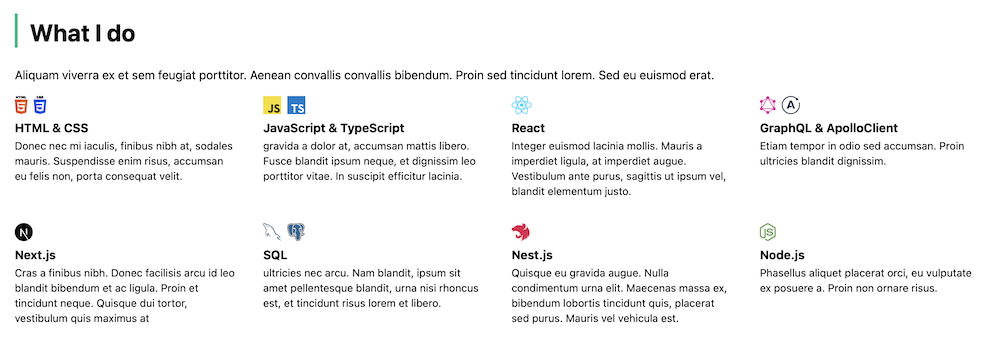 What I do
Aliquam viverra ex et sem feugiat porttitor. Aenean convallis convallis bibendum. Proin sed tincidunt lorem. Sed eu euismod erat.
HTML CSS
5 3
HTML & CSS
Donec nec mi iaculis, finibus nibh at, sodales
mauris. Suspendisse enim risus, accumsan
eu felis non, porta consequat velit.
JS TS
JavaScript & TypeScript
gravida a dolor at, accumsan mattis libero.
Fusce blandit ipsum neque, et dignissim leo
porttitor vitae. In suscipit efficitur lacinia.
React
Integer euismod lacinia mollis. Mauris a
imperdiet ligula, at imperdiet augue.
Vestibulum ante purus, sagittis ut ipsum vel,
blandit elementum justo.
A
GraphQL & ApolloClient
Etiam tempor in odio sed accumsan. Proin
ultricies blandit dignissim.
N
Next.js
Cras a finibus nibh. Donec facilisis arcu id leo
blandit bibendum et ac ligula. Proin et
tincidunt neque. Quisque dui tortor,
vestibulum quis maximus at
SQL
ultricies nec arcu. Nam blandit, ipsum sit
amet pellentesque blandit, urna nisi rhoncus
est, et tincidunt risus lorem et libero.
Nest.js
Quisque eu gravida augue. Nulla
condimentum urna elit. Maecenas massa ex,
bibendum lobortis tincidunt quis, placerat
sed purus. Mauris vel vehicula est.
JS
Node.js
Phasellus aliquet placerat orci, eu vulputate
ex posuere a. Proin non ornare risus.